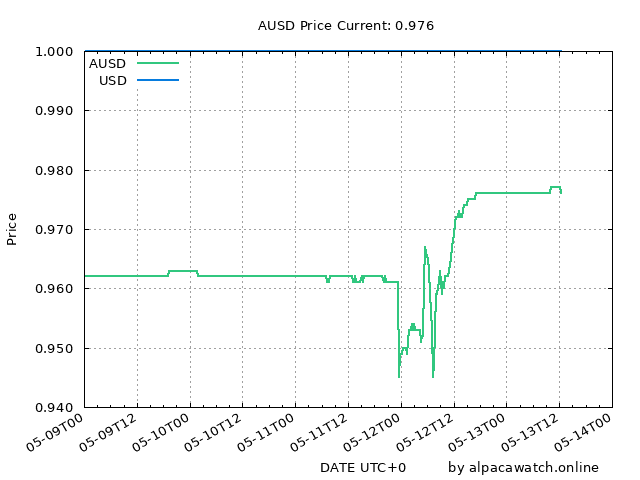 AUSD Price Current: 0.976
1.000
AUSD
USD
0.990
0.980
0.970
Price
0.960
0.950
0.940
05-09T00
05-09T12
05-10T00
05-10T12
05-11T00
05-11T12
05-12T00
05-12T12
05-13T00
05-13T12
05-14T00
DATE UTC+0
by alpacawatch.online